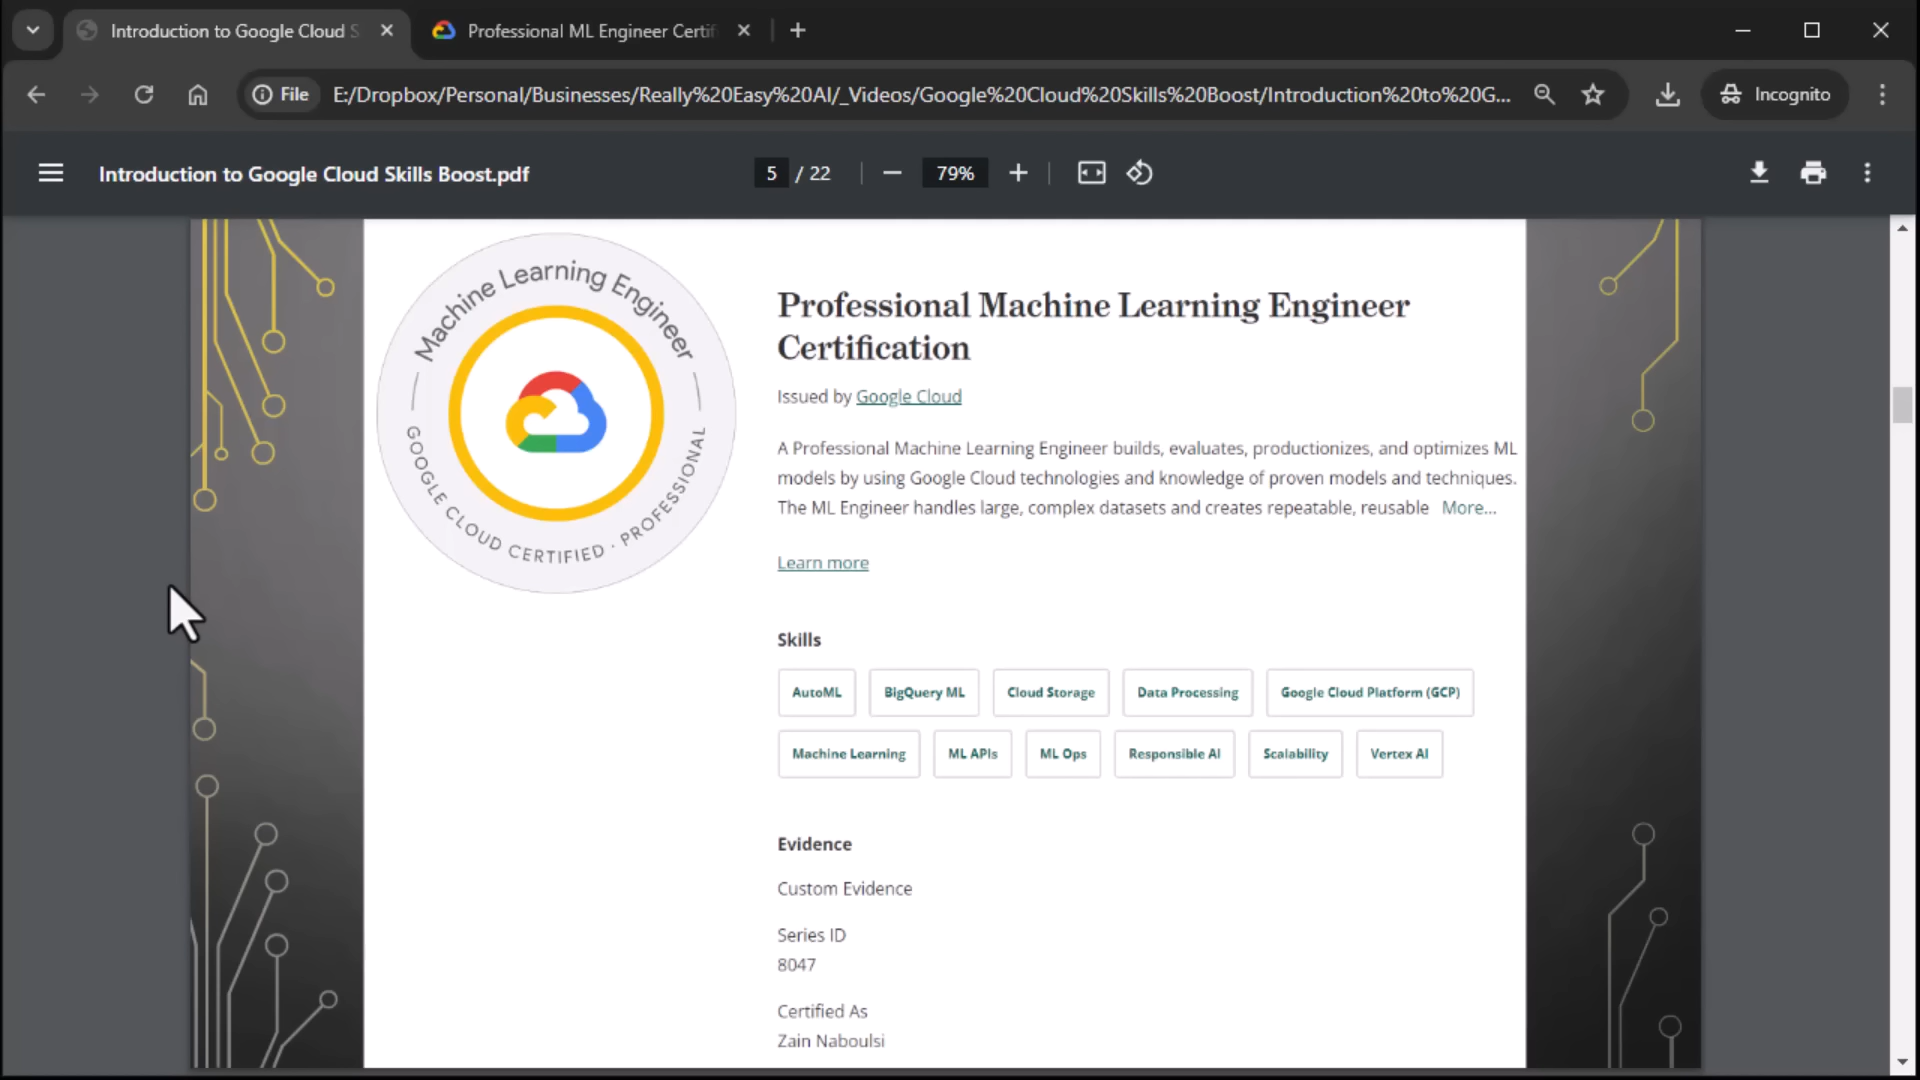 Introduction to Google Cloud S
Professional ML Engineer Certif
File
E:/Dropbox/Personal/Businesses/Really%20Easy%20AI/_Videos/Google%20Cloud%20Skills%20Boost/Introduction%20to%20G...
Incognito
Introduction to Google Cloud Skills Boost.pdf
5 / 22
79%
Machine Learning Engineer
GOOGLE CLOUD CERTIFIED · PROFESSIONAL
Professional Machine Learning Engineer
Certification
Issued by Google Cloud
A Professional Machine Learning Engineer builds, evaluates, productionizes, and optimizes ML
models by using Google Cloud technologies and knowledge of proven models and techniques.
The ML Engineer handles large, complex datasets and creates repeatable, reusable More...
Learn more
Skills
AutoML BigQuery ML Cloud Storage Data Processing Google Cloud Platform (GCP)
Machine Learning ML APIs ML Ops Responsible AI Scalability Vertex AI
Evidence
Custom Evidence
Series ID
8047
Certified As
Zain Naboulsi